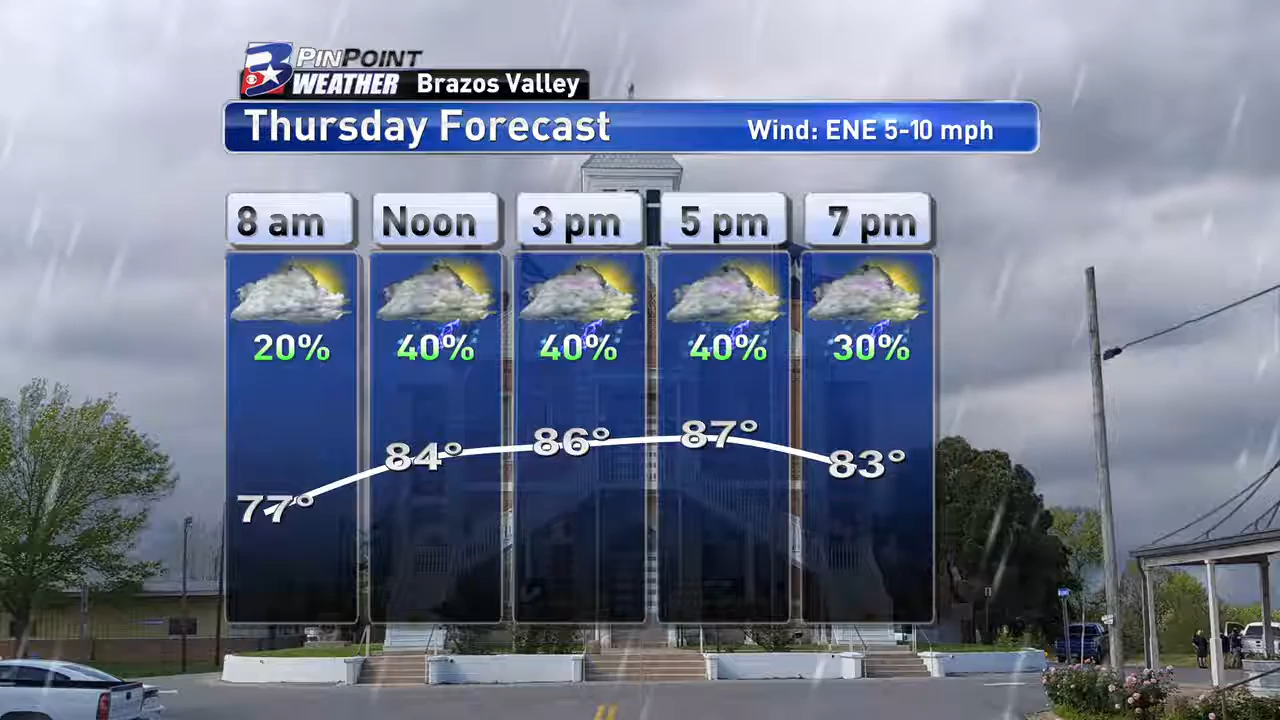 PINPOINT
WEATHER Brazos Valley
Thursday Forecast Wind: ENE 5-10 mph
8 am Noon 3 pm 5 pm 7 pm
20% 40% 40% 40% 30%
77° 84° 86° 87° 83°